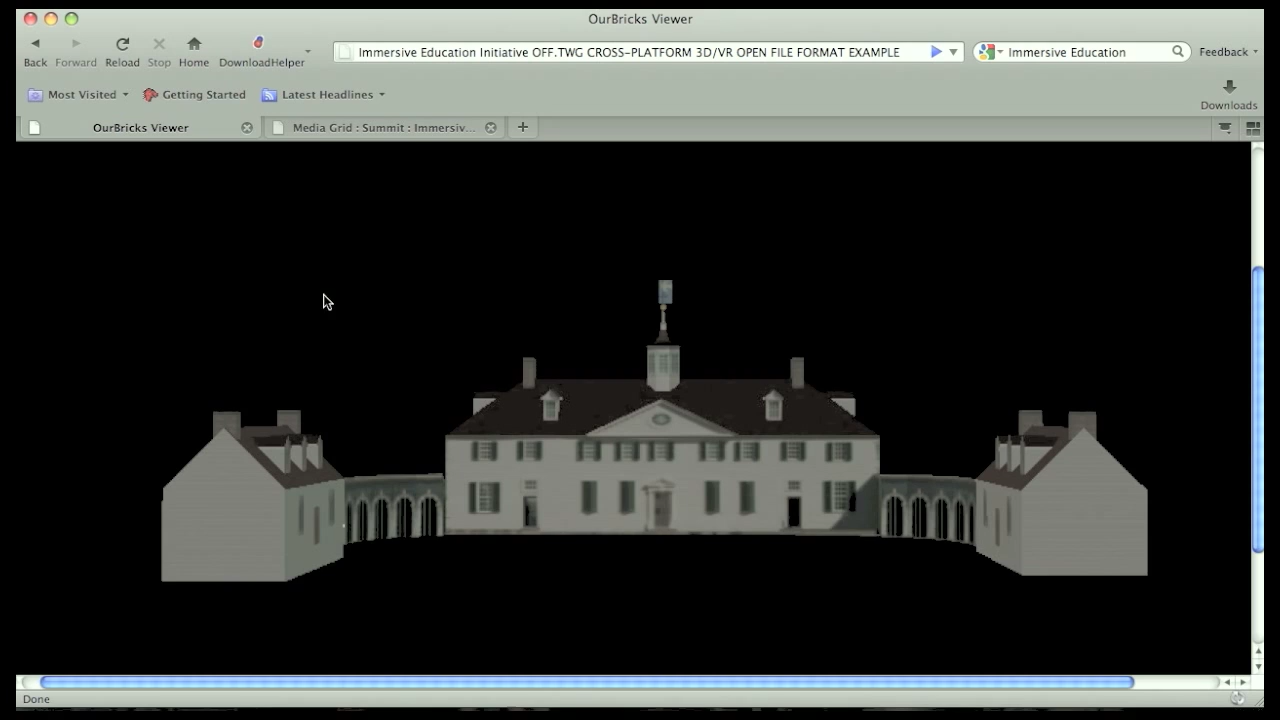 OurBricks Viewer
Back Forward Reload Stop Home DownloadHelper
Immersive Education Initiative OFF.TWG CROSS-PLATFORM 3D/VR OPEN FILE FORMAT EXAMPLE
Immersive Education
Feedback
Most Visited Getting Started Latest Headlines
Downloads
OurBricks Viewer
Media Grid : Summit : Immersiv...
Done